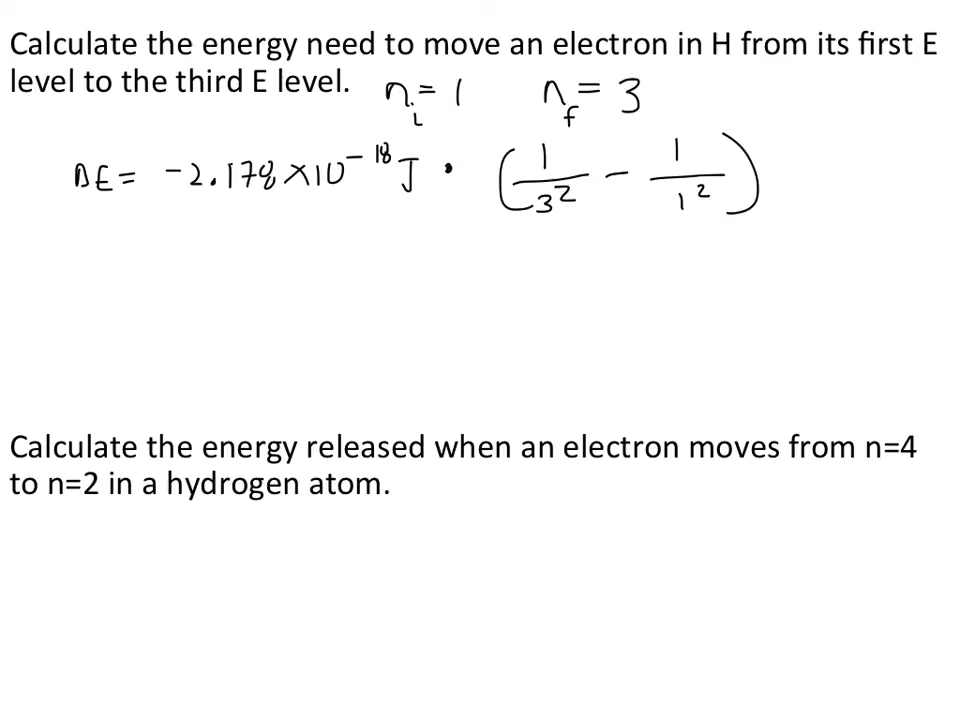 Calculate the energy need to move an electron in H from its first E
level to the third E level. nᵢ = 1 n_f = 3
ΔE = -2.178 × 10⁻¹⁸ J · (1/3² - 1/1²)
Calculate the energy released when an electron moves from n=4
to n=2 in a hydrogen atom.